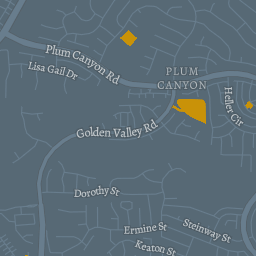 Plum Canyon Rd
Lisa Gail Dr
PLUM
CANYON
Heller Cir
Golden Valley Rd
Dorothy St
Ermine St
Steinway St
Keaton St